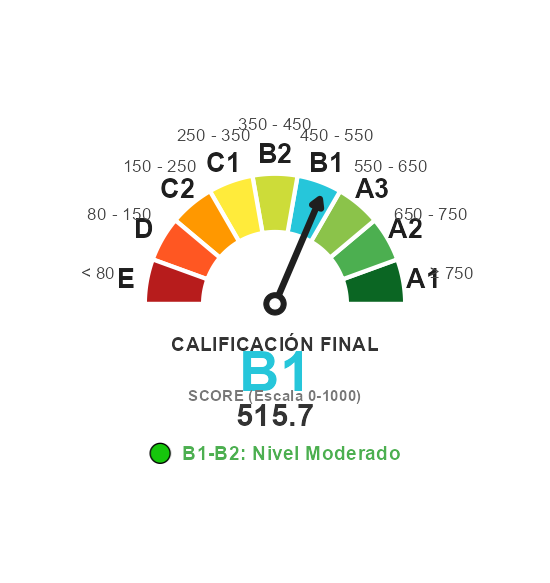 350 - 450
250 - 350
450 - 550
B2
C1
B1
150 - 250
550 - 650
C2
A3
80 - 150
650 - 750
D
A2
< 80
E
A1
≥ 750
CALIFICACIÓN FINAL
B1
SCORE (Escala 0-1000)
515.7
B1-B2: Nivel Moderado